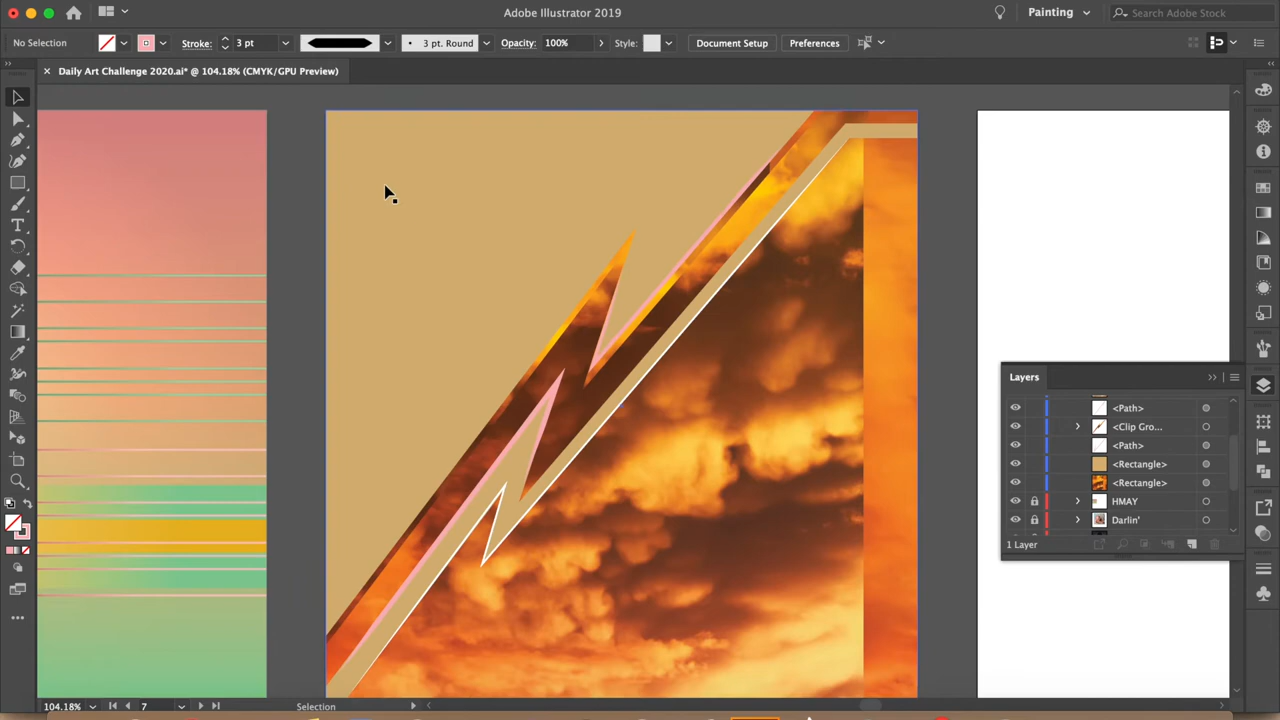 Adobe Illustrator 2019
Painting
Search Adobe Stock
No Selection
Stroke:
3 pt
3 pt. Round
Opacity:
100%
Style:
Document Setup
Preferences
Daily Art Challenge 2020.ai* @ 104.18% (CMYK/GPU Preview)
Layers
<Path>
<Clip Gro...
<Path>
<Rectangle>
<Rectangle>
HMAY
Darlin'
1 Layer
104.18%
7
Selection